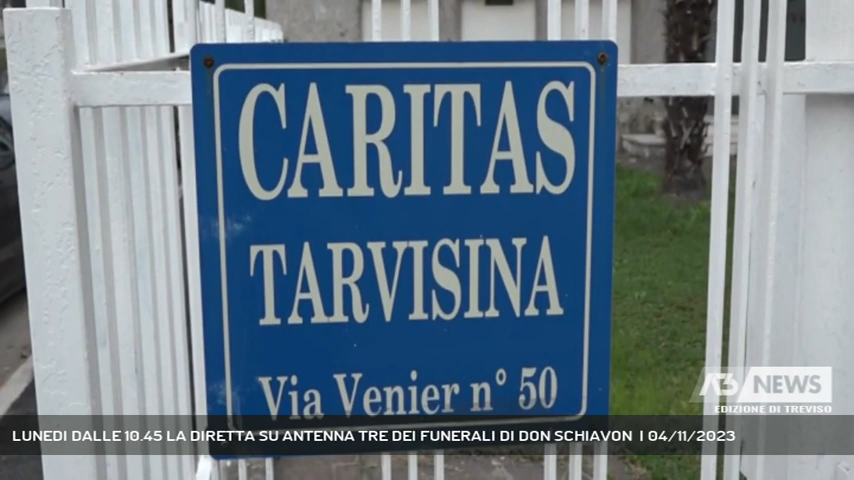 CARITAS
TARVISINA
Via Venier n° 50
A3 NEWS
EDIZIONE DI TREVISO
LUNEDI DALLE 10.45 LA DIRETTA SU ANTENNA TRE DEI FUNERALI DI DON SCHIAVON | 04/11/2023